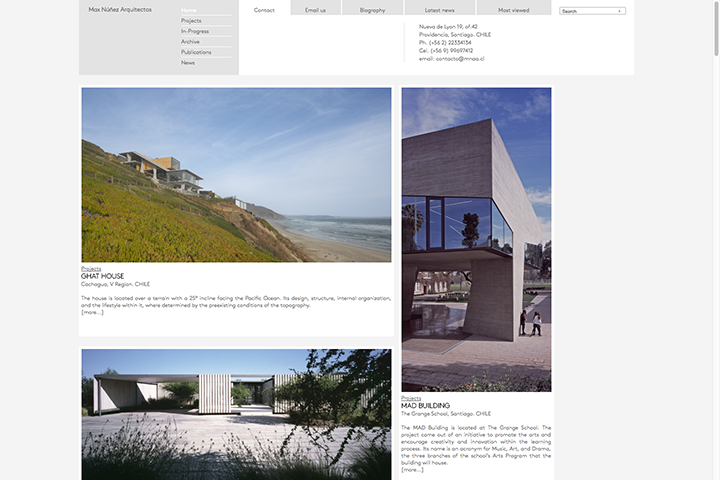 Max Núñez Arquitectos
Home
Projects
In-Progress
Archive
Publications
News
Contact
Email us
Biography
Latest news
Most viewed
Search
Nueva de Lyon 19, of.42
Providencia, Santiago. CHILE
Ph. (+56 2) 22334134
Cel. (+56 9) 99697412
email: contacto@mnaa.cl
Projects
GHAT HOUSE
Cachagua, V Region. CHILE
The house is located over a terrain with a 25º incline facing the Pacific Ocean. Its design, structure, internal organization,
and the lifestyle within it, where determined by the preexisting conditions of the topography.
[more...]
Projects
MAD BUILDING
The Grange School, Santiago. CHILE
The MAD Building is located at The Grange School. The
project came out of an initiative to promote the arts and
encourage creativity and innovation within the learning
process. Its name is an acronym for Music, Art, and Drama,
the three branches of the school's Arts Program that the
building will house.
[more...]